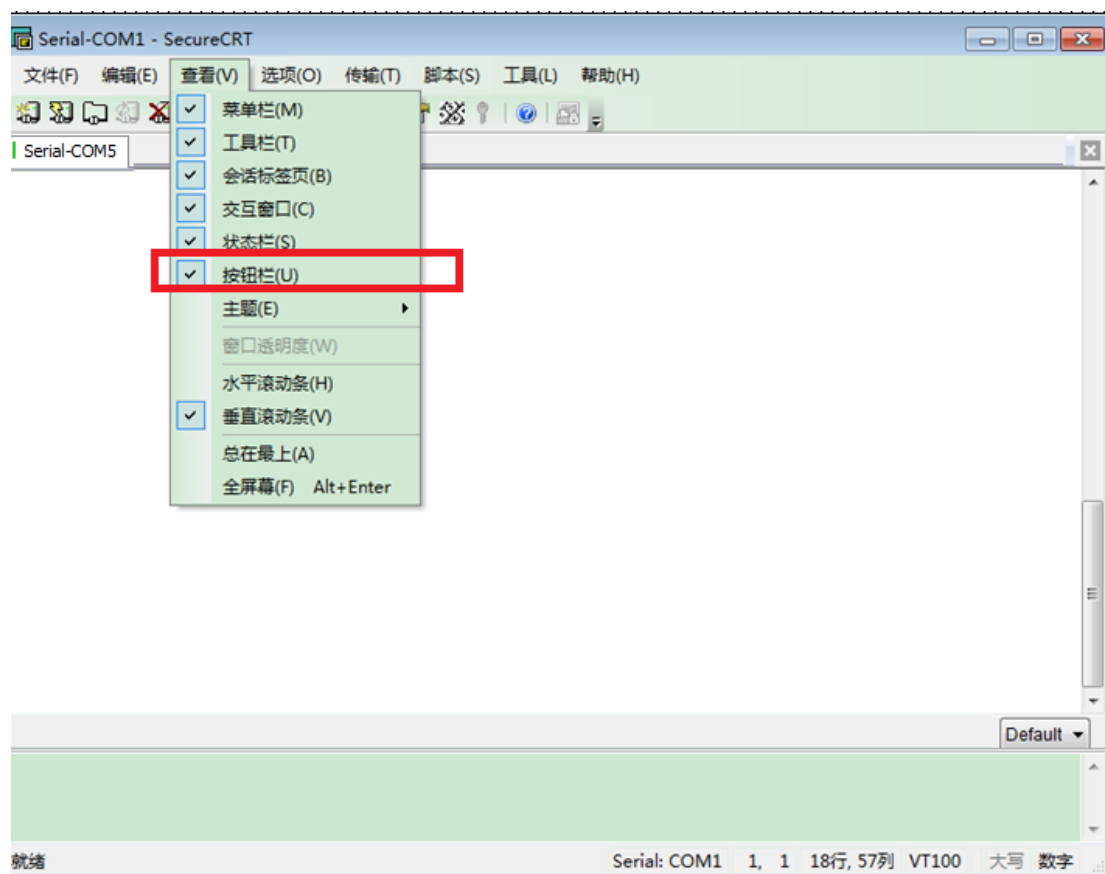 Serial-COM1 - SecureCRT
文件(F) 编辑(E) 查看(V) 选项(O) 传输(T) 脚本(S) 工具(L) 帮助(H)
Serial-COM5
菜单栏(M)
工具栏(T)
会话标签页(B)
交互窗口(C)
状态栏(S)
按钮栏(U)
主题(E)
窗口透明度(W)
水平滚动条(H)
垂直滚动条(V)
总在最上(A)
全屏幕(F) Alt+Enter
Default
就绪 Serial: COM1 1, 1 18行, 57列 VT100 大写 数字